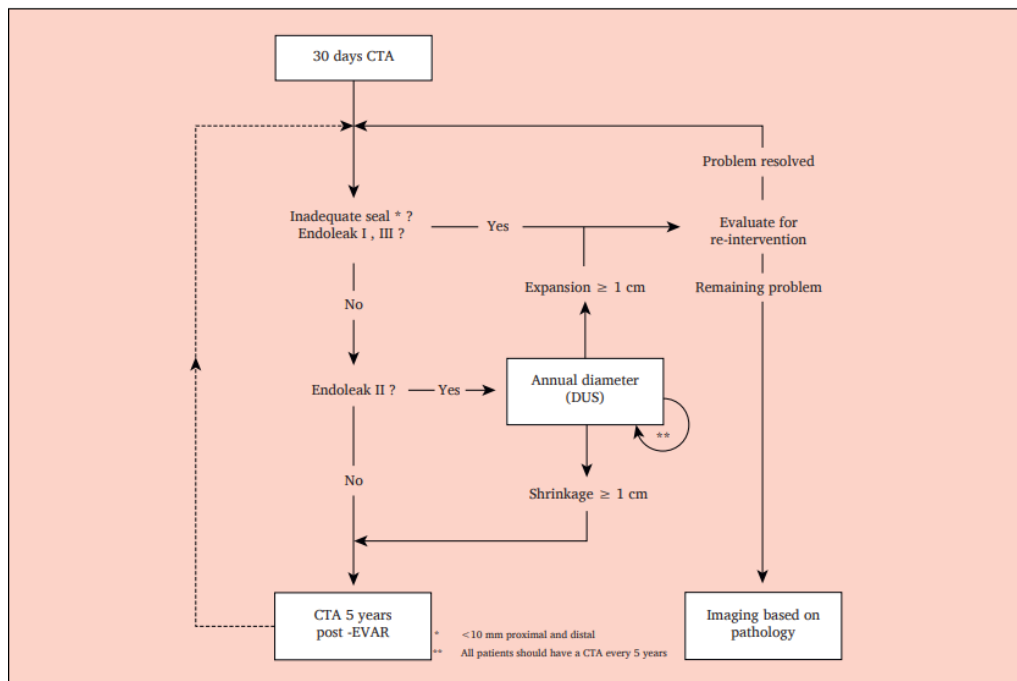 30 days CTA
Problem resolved
Inadequate seal * ?
Endoleak I , III ?
Yes
Evaluate for
re-intervention
Expansion ≥ 1 cm
Remaining problem
No
Endoleak II ?
Yes
Annual diameter
(DUS)
**
No
Shrinkage ≥ 1 cm
CTA 5 years
post -EVAR
Imaging based on
pathology
* <10 mm proximal and distal
** All patients should have a CTA every 5 years